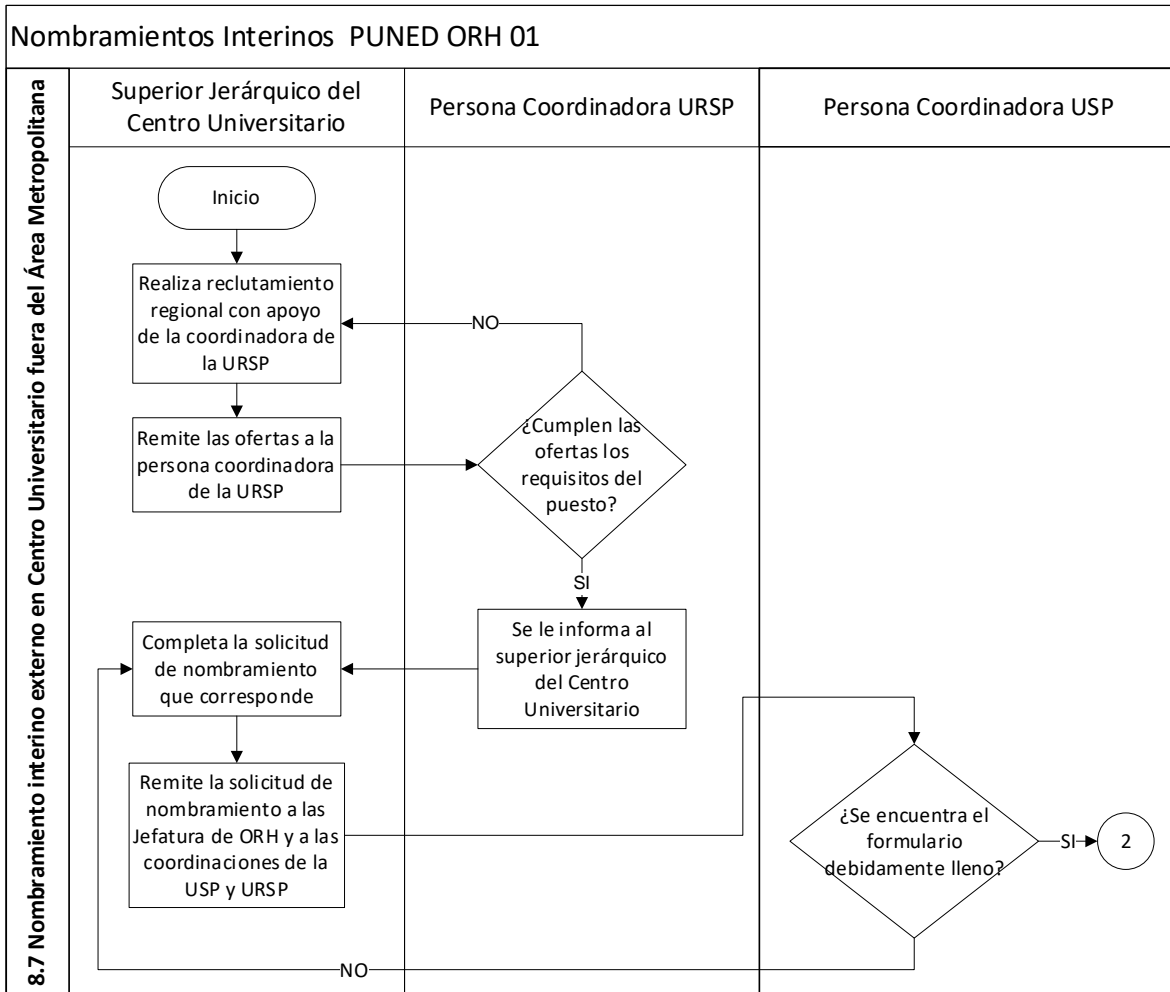 Nombramientos Interinos PUNED ORH 01
8.7 Nombramiento interino externo en Centro Universitario fuera del Área Metropolitana
Superior Jerárquico del
Centro Universitario
Persona Coordinadora URSP
Persona Coordinadora USP
Inicio
Realiza reclutamiento
regional con apoyo
de la coordinadora de
la URSP
NO
Remite las ofertas a la
persona coordinadora
de la URSP
¿Cumplen las
ofertas los
requisitos del
puesto?
SI
Se le informa al
superior jerárquico
del Centro
Universitario
Completa la solicitud
de nombramiento
que corresponde
Remite la solicitud de
nombramiento a las
Jefatura de ORH y a las
coordinaciones de la
USP y URSP
¿Se encuentra el
formulario
debidamente lleno?
SI
2
NO